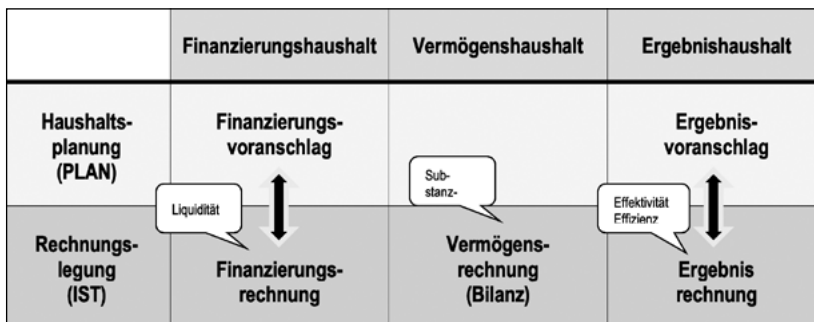 Finanzierungshaushalt
Vermögenshaushalt
Ergebnishaushalt
Haushalts-
planung
(PLAN)
Finanzierungs-
voranschlag
Ergebnis-
voranschlag
Liquidität
Sub-
stanz-
Effektivität
Effizienz
Rechnungs-
legung
(IST)
Finanzierungs-
rechnung
Vermögens-
rechnung
(Bilanz)
Ergebnis
rechnung